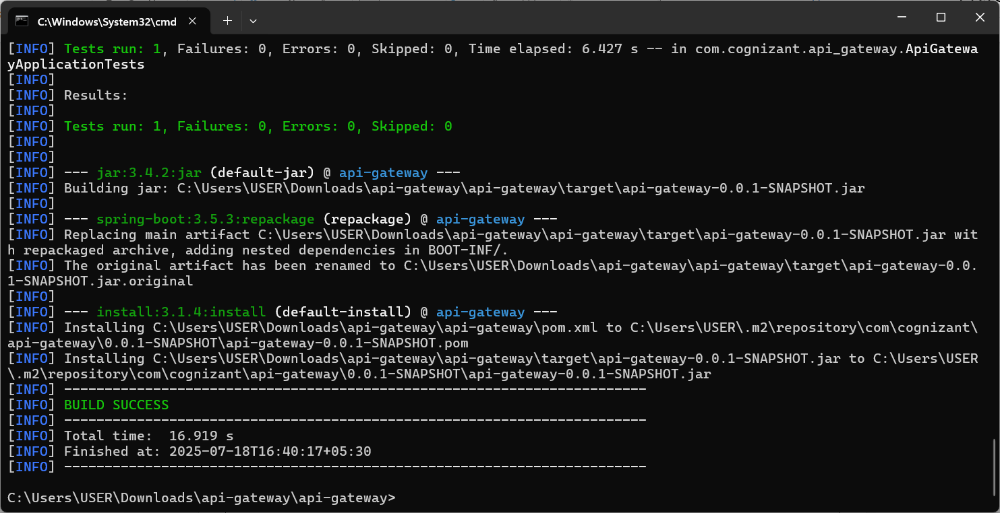 C:\Windows\System32\cmd
[INFO] Tests run: 1, Failures: 0, Errors: 0, Skipped: 0, Time elapsed: 6.427 s -- in com.cognizant.api_gateway.ApiGatewa
yApplicationTests
[INFO]
[INFO] Results:
[INFO]
[INFO] Tests run: 1, Failures: 0, Errors: 0, Skipped: 0
[INFO]
[INFO]
[INFO] --- jar:3.4.2:jar (default-jar) @ api-gateway ---
[INFO] Building jar: C:\Users\USER\Downloads\api-gateway\api-gateway\target\api-gateway-0.0.1-SNAPSHOT.jar
[INFO]
[INFO] --- spring-boot:3.5.3:repackage (repackage) @ api-gateway ---
[INFO] Replacing main artifact C:\Users\USER\Downloads\api-gateway\api-gateway\target\api-gateway-0.0.1-SNAPSHOT.jar wit
h repackaged archive, adding nested dependencies in BOOT-INF/.
[INFO] The original artifact has been renamed to C:\Users\USER\Downloads\api-gateway\api-gateway\target\api-gateway-0.0.
1-SNAPSHOT.jar.original
[INFO]
[INFO] --- install:3.1.4:install (default-install) @ api-gateway ---
[INFO] Installing C:\Users\USER\Downloads\api-gateway\api-gateway\pom.xml to C:\Users\USER\.m2\repository\com\cognizant\
api-gateway\0.0.1-SNAPSHOT\api-gateway-0.0.1-SNAPSHOT.pom
[INFO] Installing C:\Users\USER\Downloads\api-gateway\api-gateway\target\api-gateway-0.0.1-SNAPSHOT.jar to C:\Users\USER
\.m2\repository\com\cognizant\api-gateway\0.0.1-SNAPSHOT\api-gateway-0.0.1-SNAPSHOT.jar
[INFO] ------------------------------------------------------------------------
[INFO] BUILD SUCCESS
[INFO] ------------------------------------------------------------------------
[INFO] Total time:  16.919 s
[INFO] Finished at: 2025-07-18T16:40:17+05:30
[INFO] ------------------------------------------------------------------------
C:\Users\USER\Downloads\api-gateway\api-gateway>